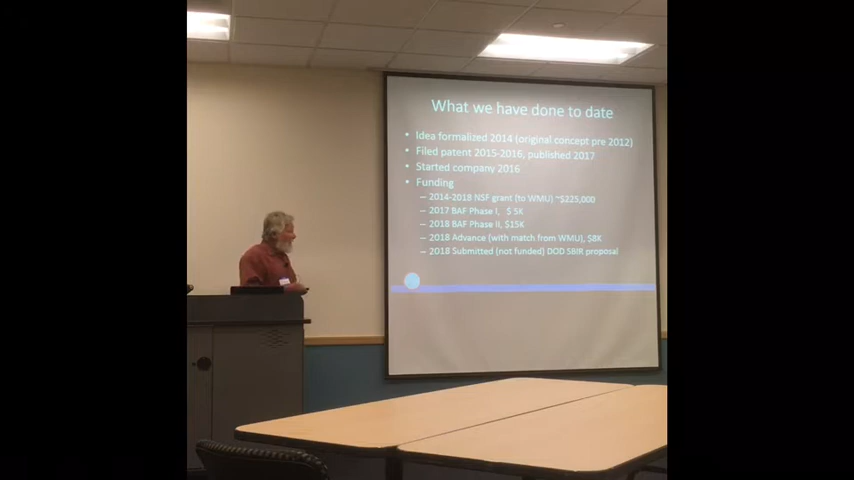 What we have done to date
• Idea formalized 2014 (original concept pre 2012)
• Filed patent 2015-2016, published 2017
• Started company 2016
• Funding
– 2014-2018 NSF grant (to WMU) ~$225,000
– 2017 BAF Phase I, $ 5K
– 2018 BAF Phase II, $15K
– 2018 Advance (with match from WMU), $8K
– 2018 Submitted (not funded) DOD SBIR proposal